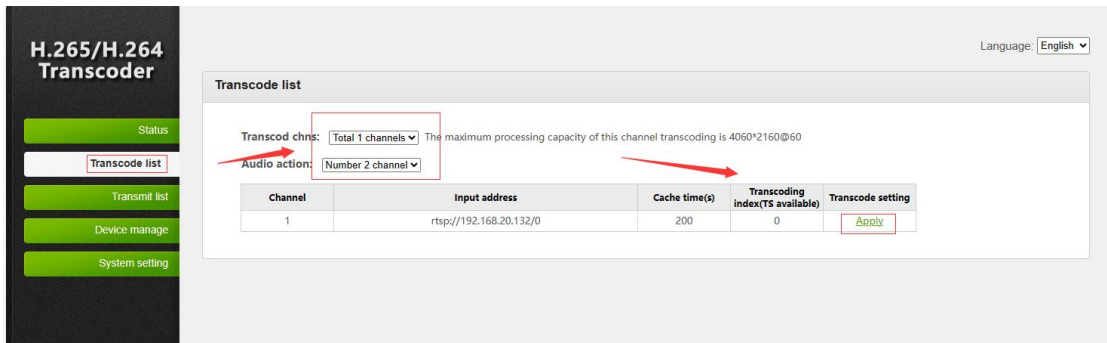 H.265/H.264
Transcoder
Language: English
Transcode list
Status
Transcod chns: Total 1 channels The maximum processing capacity of this channel transcoding is 4060*2160@60
Transcode list
Audio action: Number 2 channel
Transmit list
Channel Input address Cache time(s) Transcoding index(TS available) Transcode setting
1 rtsp://192.168.20.132/0 200 0 Apply
Device manage
System setting